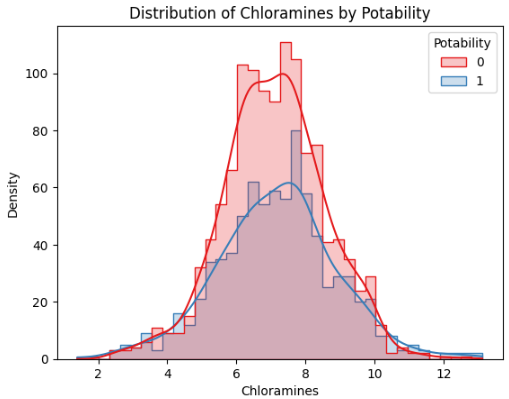 Distribution of Chloramines by Potability
Potability
0
1
Density
100
80
60
40
20
0
2 4 6 8 10 12
Chloramines